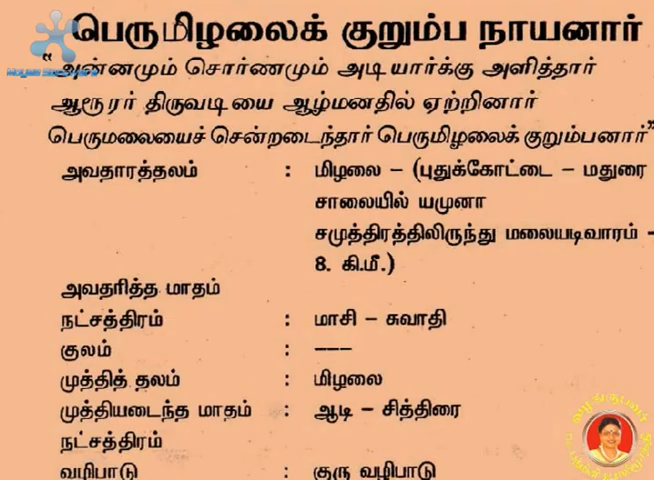 பெருமிழலைக் குறும்ப நாயனார்
"அன்னமும் சொர்ணமும் அடியார்க்கு அளித்தார்
ஆரூரர் திருவடியை ஆழ்மனதில் ஏற்றினார்
பெருமலையைச் சென்றடைந்தார் பெருமிழலைக் குறும்பனார்"
அவதாரத்தலம் : மிழலை – (புதுக்கோட்டை – மதுரை
சாலையில் யமுனா
சமுத்திரத்திலிருந்து மலையடிவாரம் -
8. கி.மீ.)
அவதரித்த மாதம்
நட்சத்திரம் : மாசி – சுவாதி
குலம் : ---
முத்தித் தலம் : மிழலை
முத்தியடைந்த மாதம் : ஆடி – சித்திரை
நட்சத்திரம்
வழிபாடு : குரு வழிபாடு